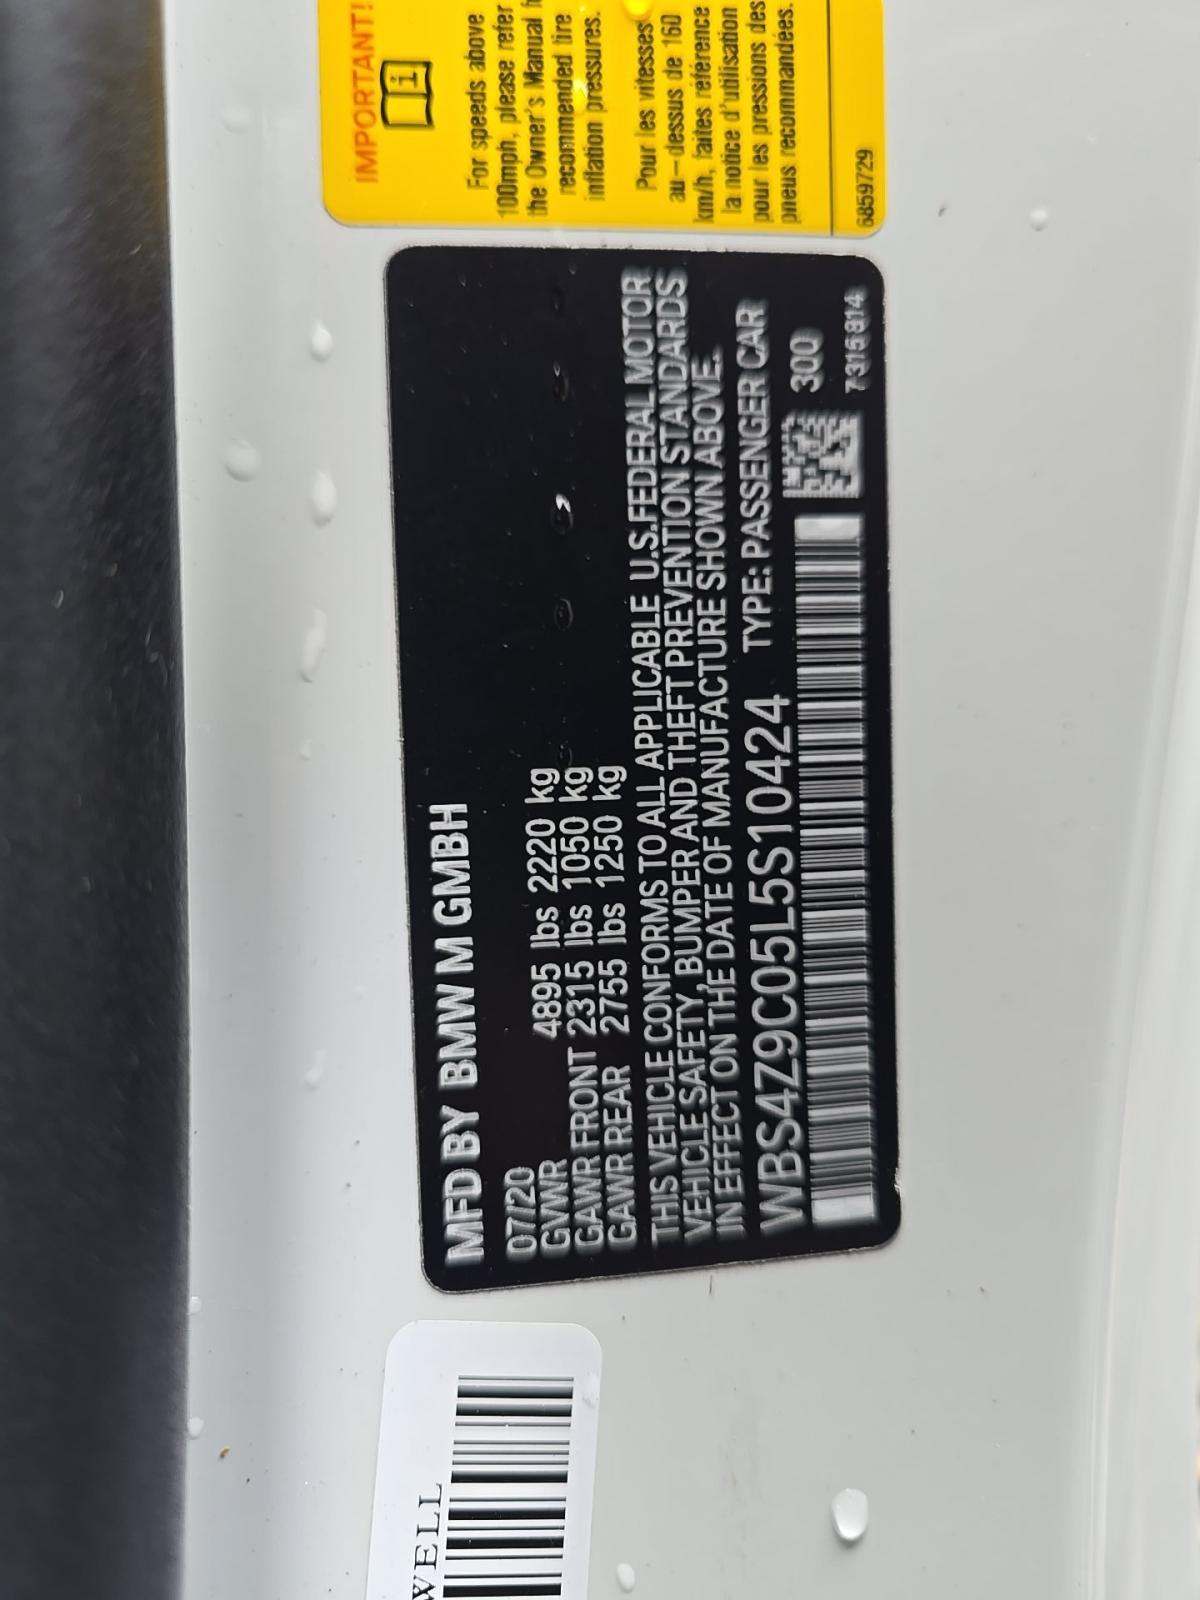 IMPORTANT!
For speeds above
100mph, please refer
the Owner's Manual
recommended tire
inflation pressures.
Pour les vitesses
au-dessus de 160
km/h, faites référence
la notice d'utilisation
pour les pressions des
pneus recommandées.
6859729
MFD BY BMW M GMBH
07/20
GVWR 4895 lbs 2220 kg
GAWR FRONT 2315 lbs 1050 kg
GAWR REAR 2755 lbs 1250 kg
THIS VEHICLE CONFORMS TO ALL APPLICABLE U.S.FEDERAL MOTOR
VEHICLE SAFETY, BUMPER AND THEFT PREVENTION STANDARDS
IN EFFECT ON THE DATE OF MANUFACTURE SHOWN ABOVE.
WBS4Z9C05L5S10424 TYPE: PASSENGER CAR
300
7315814
WELL